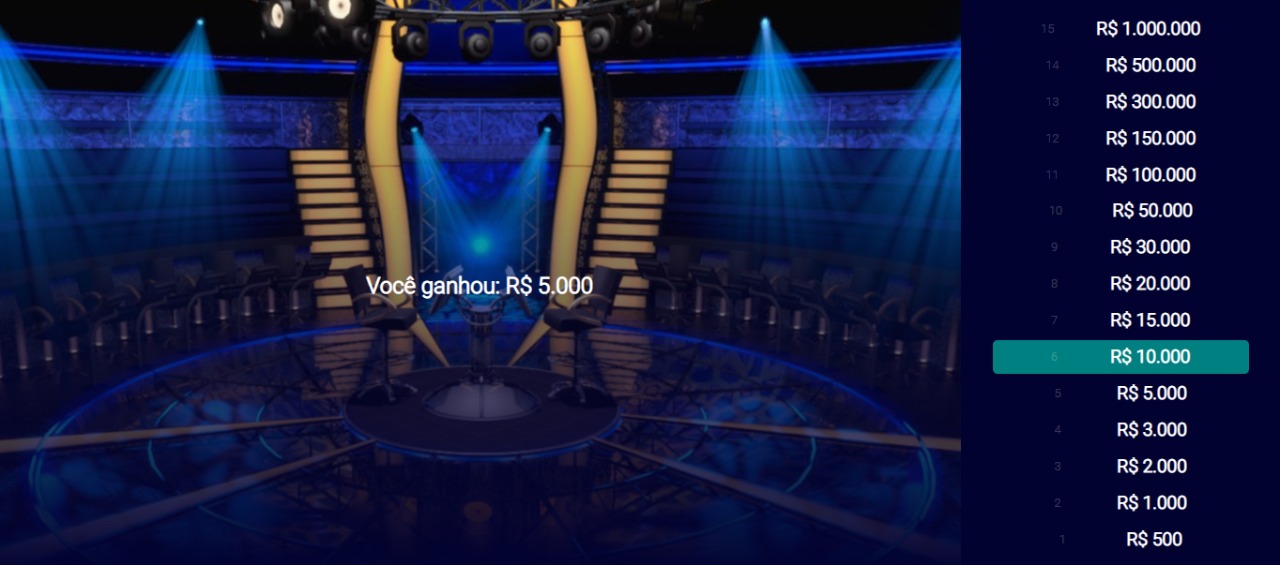 Você ganhou: R$ 5.000
15 R$ 1.000.000
14 R$ 500.000
13 R$ 300.000
12 R$ 150.000
11 R$ 100.000
10 R$ 50.000
9 R$ 30.000
8 R$ 20.000
7 R$ 15.000
6 R$ 10.000
5 R$ 5.000
4 R$ 3.000
3 R$ 2.000
2 R$ 1.000
1 R$ 500